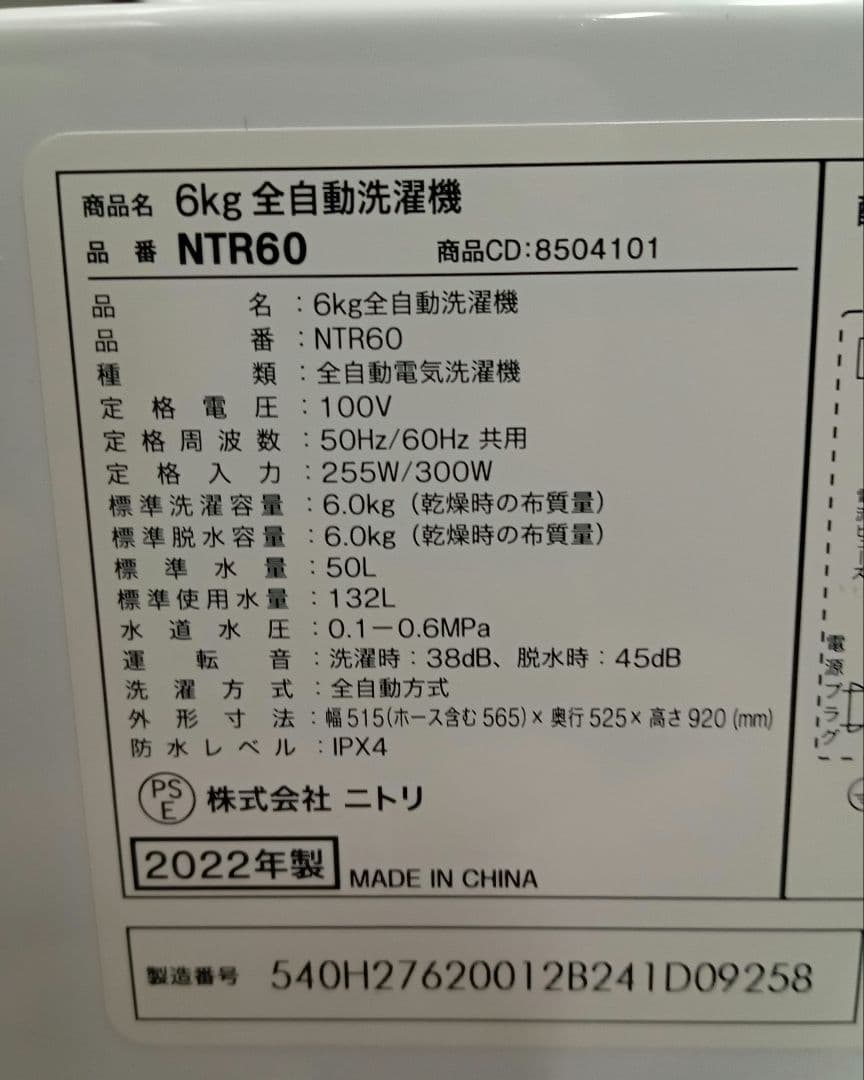 商品名 6kg 全自動洗濯機
品番 NTR60 商品CD:8504101
品名：6kg全自動洗濯機
品番：NTR60
種類：全自動電気洗濯機
定格電圧：100V
定格周波数：50Hz/60Hz 共用
定格入力：255W/300W
標準洗濯容量：6.0kg（乾燥時の布質量）
標準脱水容量：6.0kg（乾燥時の布質量）
標準水量：50L
標準使用水量：132L
水道水圧：0.1－0.6MPa
運転音：洗濯時：38dB、脱水時：45dB
洗濯方式：全自動方式
外形寸法：幅515(ホース含む565)×奥行525×高さ920(mm)
防水レベル：IPX4
PSE 株式会社 ニトリ
2022年製 MADE IN CHINA
製造番号 540H27620012B241D09258
電源プラグ